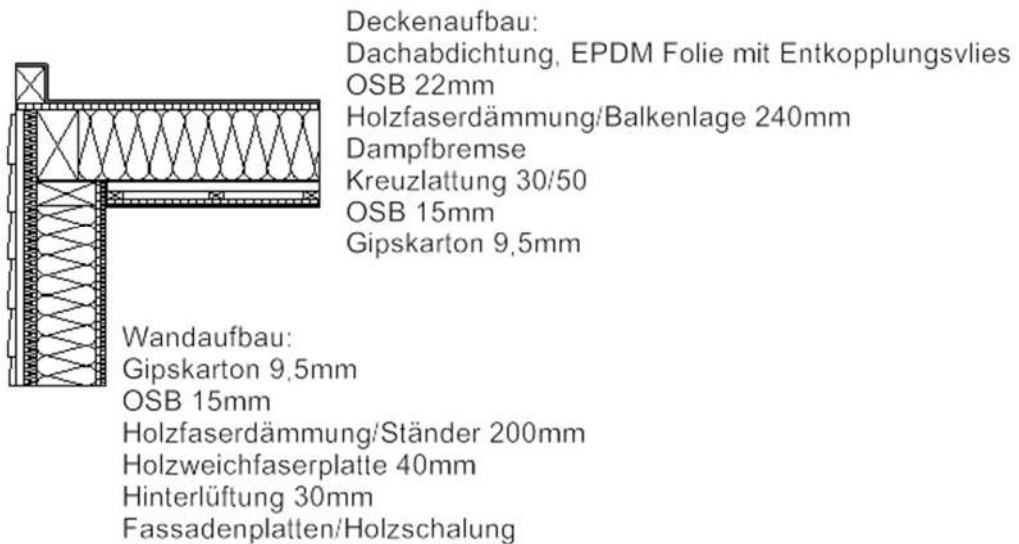 Deckenaufbau:
Dachabdichtung, EPDM Folie mit Entkopplungsvlies
OSB 22mm
Holzfaserdämmung/Balkenlage 240mm
Dampfbremse
Kreuzlattung 30/50
OSB 15mm
Gipskarton 9,5mm
Wandaufbau:
Gipskarton 9,5mm
OSB 15mm
Holzfaserdämmung/Ständer 200mm
Holzweichfaserplatte 40mm
Hinterlüftung 30mm
Fassadenplatten/Holzschalung